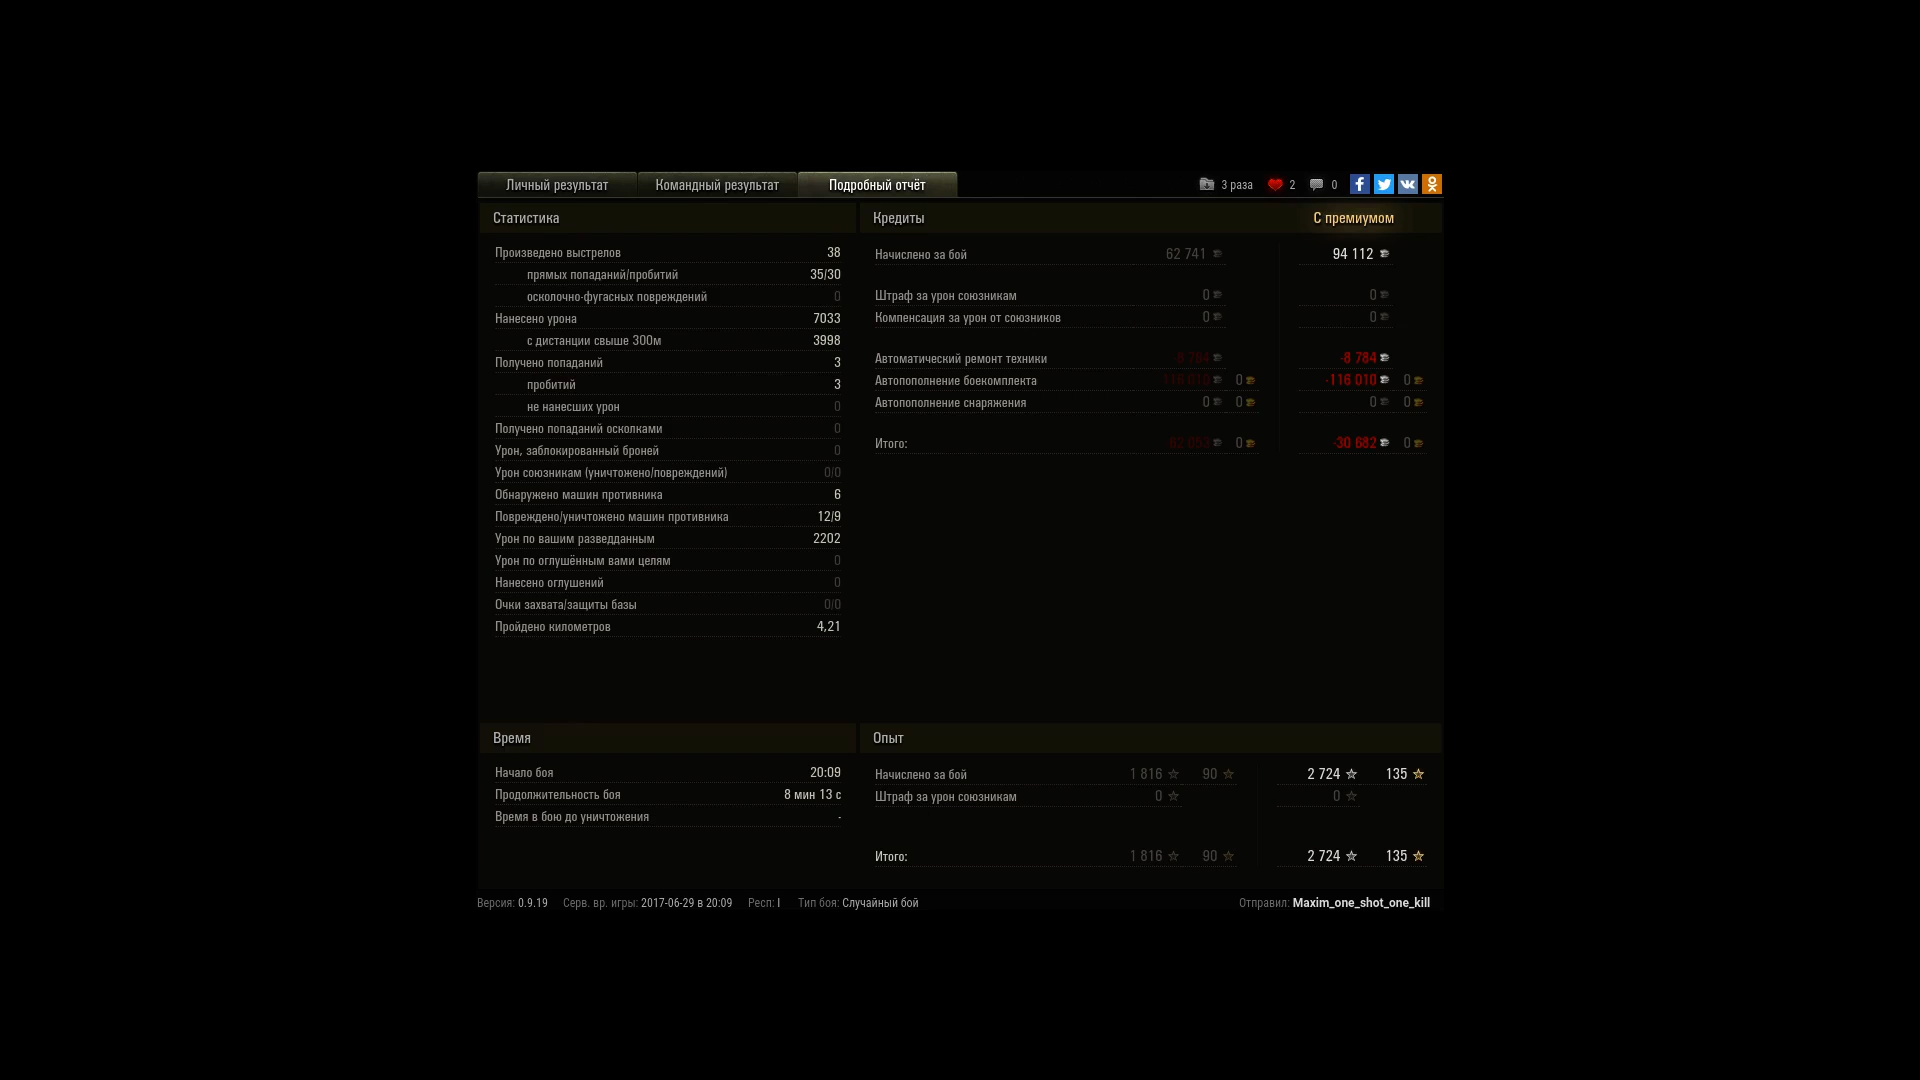 Личный результат Командный результат Подробный отчёт 3 раза 2 0
Статистика
Произведено выстрелов 38
прямых попаданий/пробитий 35/30
осколочно-фугасных повреждений 0
Нанесено урона 7033
с дистанции свыше 300м 3998
Получено попаданий 3
пробитий 3
не нанесших урон 0
Получено попаданий осколками 0
Урон, заблокированный броней 0
Урон союзникам (уничтожено/повреждений) 0/0
Обнаружено машин противника 6
Повреждено/уничтожено машин противника 12/9
Урон по вашим разведданным 2202
Урон по оглушённым вами целям 0
Нанесено оглушений 0
Очки захвата/защиты базы 0/0
Пройдено километров 4,21
Кредиты С премиумом
Начислено за бой 62 741 94 112
Штраф за урон союзникам 0 0
Компенсация за урон от союзников 0 0
Автоматический ремонт техники -8 784 -8 784
Автопополнение боекомплекта -116 010 0 -116 010 0
Автопополнение снаряжения 0 0 0 0
Итого: 62 053 0 -30 682 0
Время
Начало боя 20:09
Продолжительность боя 8 мин 13 с
Время в бою до уничтожения -
Опыт
Начислено за бой 1 816 90 2 724 135
Штраф за урон союзникам 0 0
Итого: 1 816 90 2 724 135
Версия: 0.9.19 Серв. вр. игры: 2017-06-29 в 20:09 Респ: I Тип боя: Случайный бой Отправил: Maxim_one_shot_one_kill